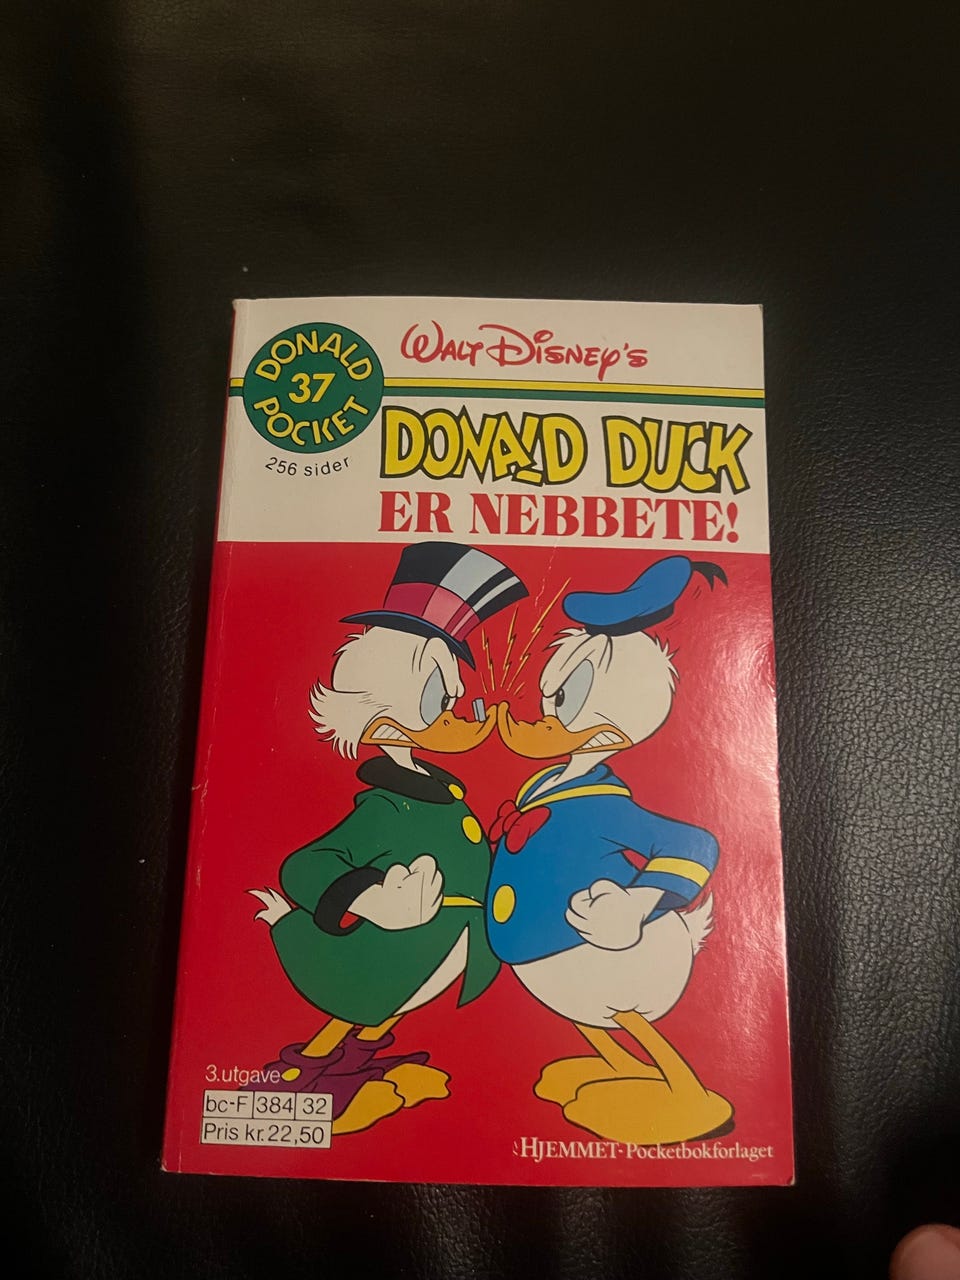 DONALD
37
POCKET
256 sider
WALT DISNEY'S
DONALD DUCK
ER NEBBETE!
3.utgave
bc-F 384 32
Pris kr.22,50
HJEMMET-Pocketbokforlaget